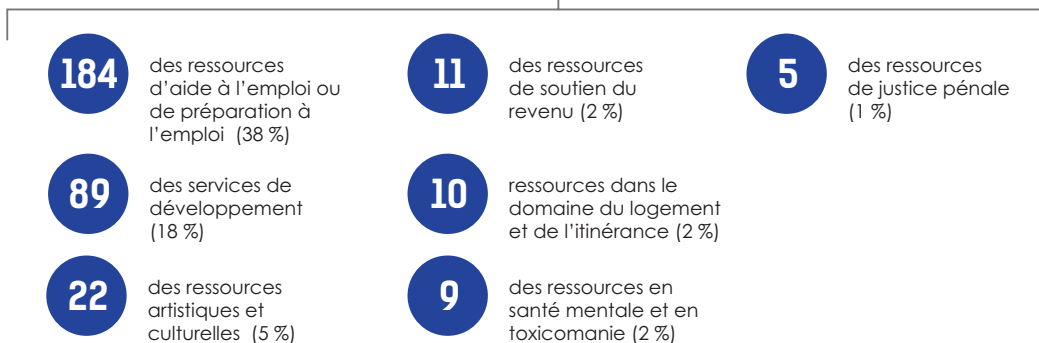 184
des ressources
d'aide à l'emploi ou
de préparation à
l'emploi (38 %)
89
des services de
développement
(18 %)
22
des ressources
artistiques et
culturelles (5 %)
11
des ressources
de soutien du
revenu (2 %)
10
ressources dans le
domaine du logement
et de l'itinérance (2 %)
9
des ressources en
santé mentale et en
toxicomanie (2 %)
5
des ressources
de justice pénale
(1 %)